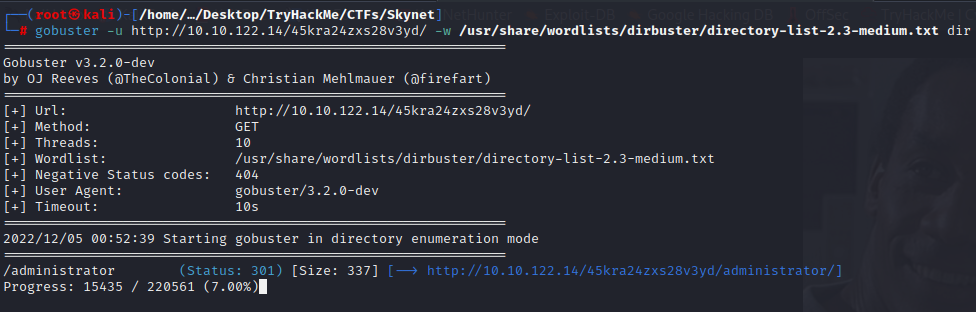 ┌──(root㉿kali)-[/home/…/Desktop/TryHackMe/CTFs/Skynet]
└─# gobuster -u http://10.10.122.14/45kra24zxs28v3yd/ -w /usr/share/wordlists/dirbuster/directory-list-2.3-medium.txt dir
===============================================================
Gobuster v3.2.0-dev
by OJ Reeves (@TheColonial) & Christian Mehlmauer (@firefart)
===============================================================
[+] Url:                     http://10.10.122.14/45kra24zxs28v3yd/
[+] Method:                  GET
[+] Threads:                 10
[+] Wordlist:                /usr/share/wordlists/dirbuster/directory-list-2.3-medium.txt
[+] Negative Status codes:   404
[+] User Agent:              gobuster/3.2.0-dev
[+] Timeout:                 10s
===============================================================
2022/12/05 00:52:39 Starting gobuster in directory enumeration mode
===============================================================
/administrator        (Status: 301) [Size: 337] [--> http://10.10.122.14/45kra24zxs28v3yd/administrator/]
Progress: 15435 / 220561 (7.00%)